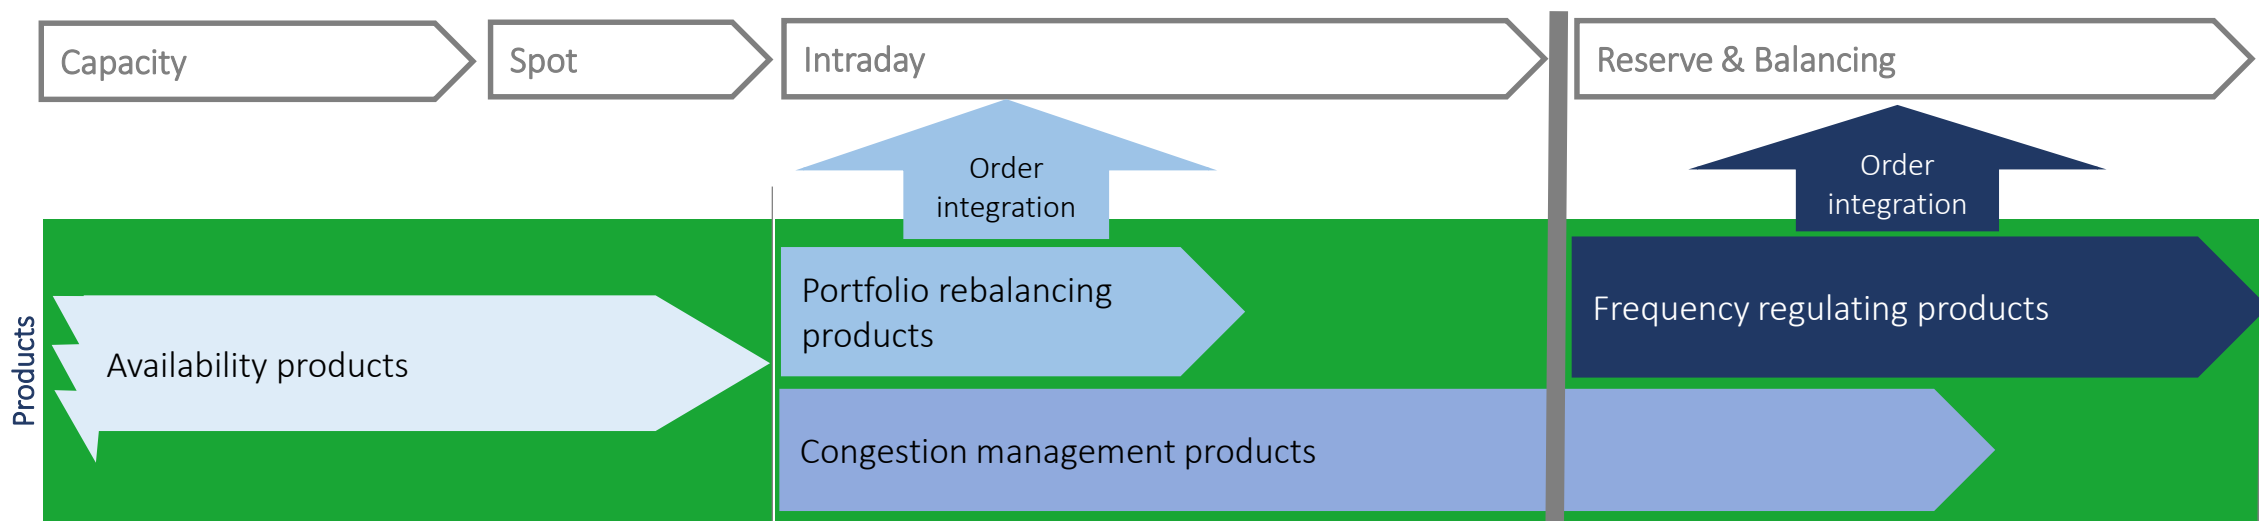 Capacity
Spot
Intraday
Reserve & Balancing
Order
integration
Order
integration
Products
Availability products
Portfolio rebalancing
products
Frequency regulating products
Congestion management products